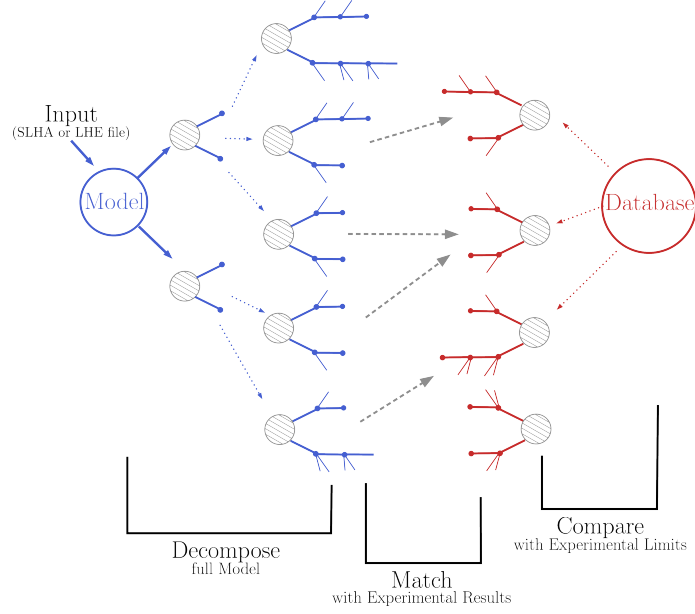 Input
(SLHA or LHE file)
Model
Database
Decompose
full Model
Match
with Experimental Results
Compare
with Experimental Limits